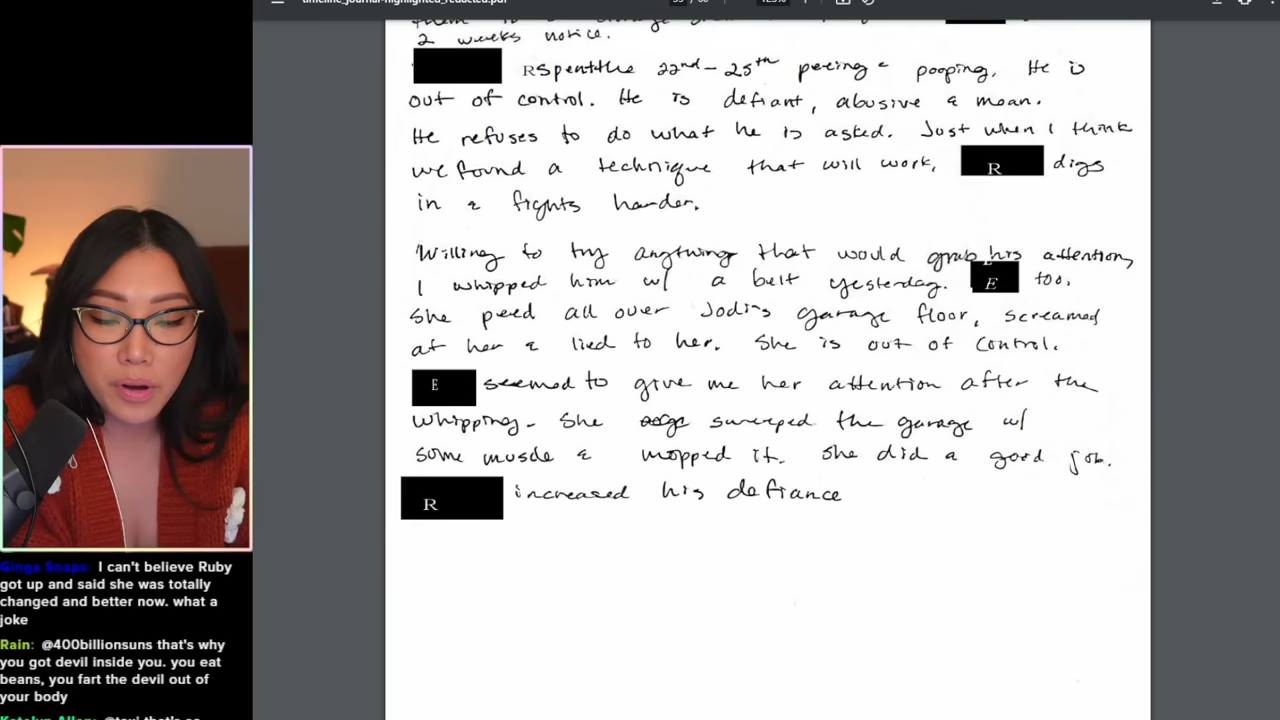 timeline_journal-highlighted_redacted.pdf
2 weeks notice.
R spent the 22nd - 25th peeing & pooping. He is
out of control. He is defiant, abusive & mean.
He refuses to do what he is asked. Just when I think
we found a technique that will work, R digs
in & fights harder.
Willing to try anything that would grab his attention,
I whipped him w/ a belt yesterday. E too.
She peed all over Jodi's garage floor, screamed
at her & lied to her. She is out of control.
E seemed to give me her attention after the
whipping. She sweeped the garage w/
some muscle & mopped it. She did a good job.
R increased his defiance
Ginga Snaps: I can't believe Ruby
got up and said she was totally
changed and better now. what a
joke
Rain: @400billionsuns that's why
you got devil inside you. you eat
beans, you fart the devil out of
your body